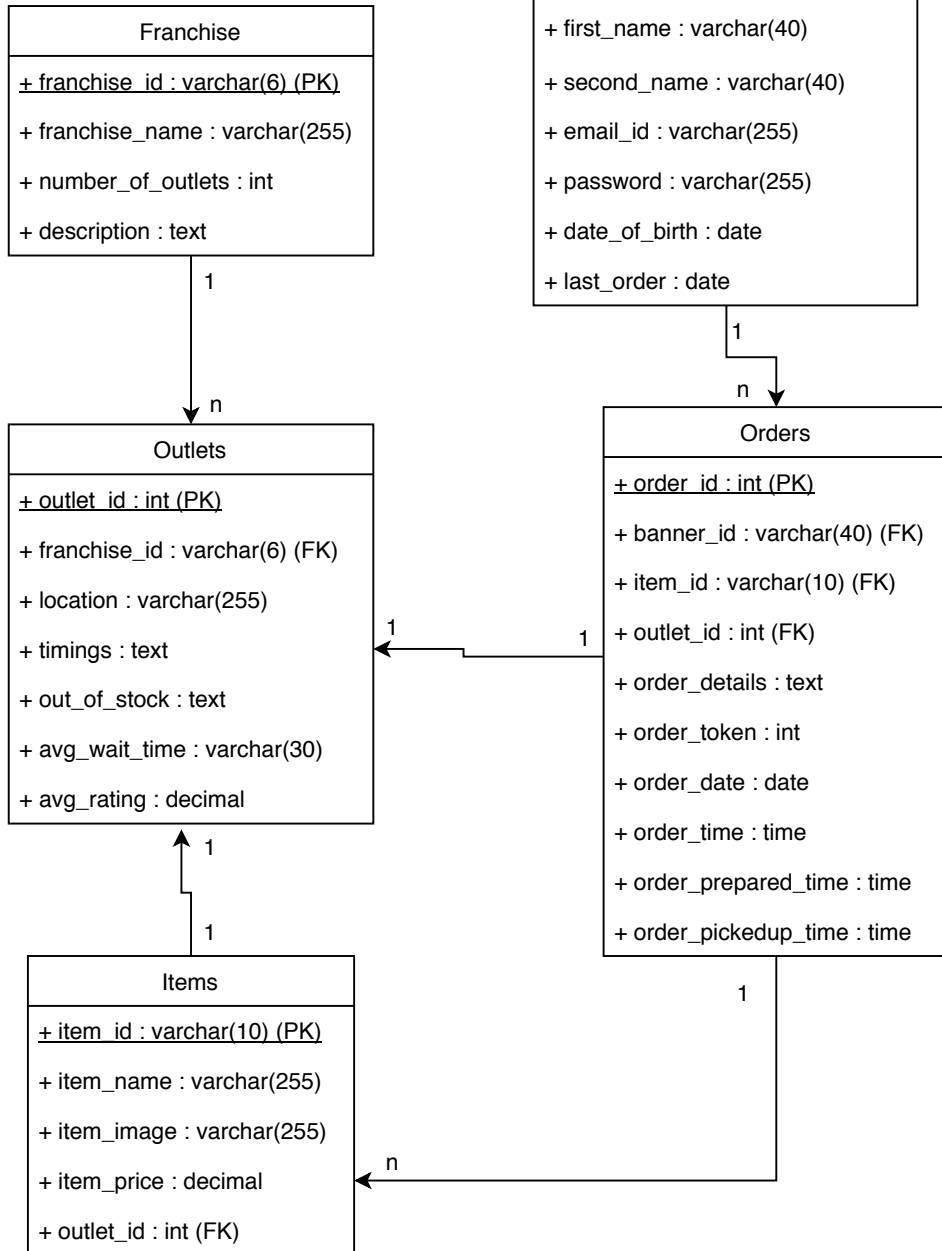 Franchise
+ franchise_id : varchar(6) (PK)
+ franchise_name : varchar(255)
+ number_of_outlets : int
+ description : text
+ first_name : varchar(40)
+ second_name : varchar(40)
+ email_id : varchar(255)
+ password : varchar(255)
+ date_of_birth : date
+ last_order : date
1
n
1
n
Outlets
+ outlet_id : int (PK)
+ franchise_id : varchar(6) (FK)
+ location : varchar(255)
+ timings : text
+ out_of_stock : text
+ avg_wait_time : varchar(30)
+ avg_rating : decimal
1
1
Orders
+ order_id : int (PK)
+ banner_id : varchar(40) (FK)
+ item_id : varchar(10) (FK)
+ outlet_id : int (FK)
+ order_details : text
+ order_token : int
+ order_date : date
+ order_time : time
+ order_prepared_time : time
+ order_pickedup_time : time
1
1
Items
+ item_id : varchar(10) (PK)
+ item_name : varchar(255)
+ item_image : varchar(255)
+ item_price : decimal
+ outlet_id : int (FK)
1
n